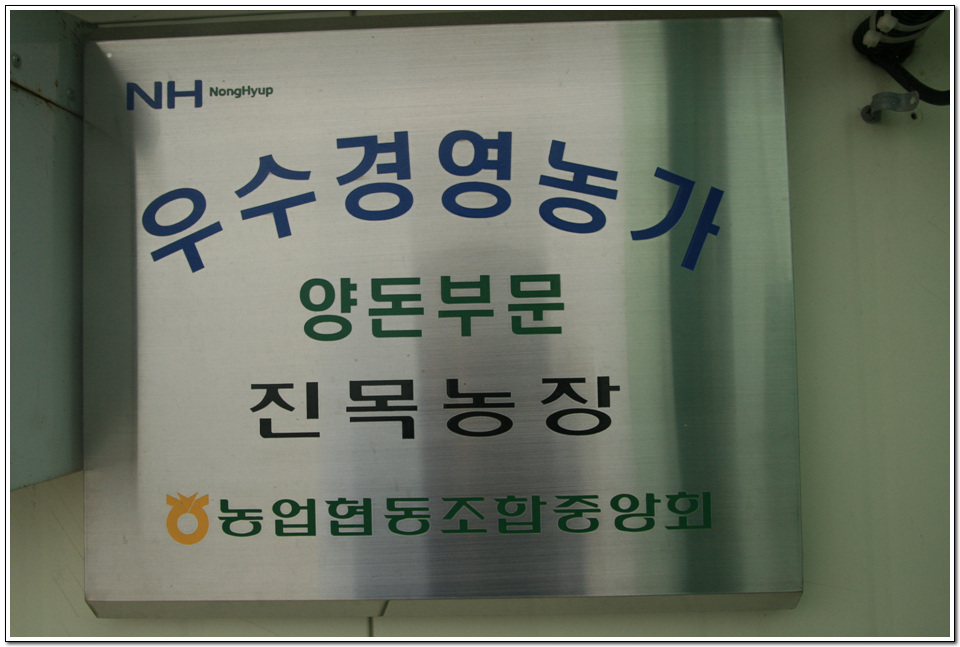 NH NongHyup
우수경영농가
양돈부문
진목농장
농업협동조합중앙회